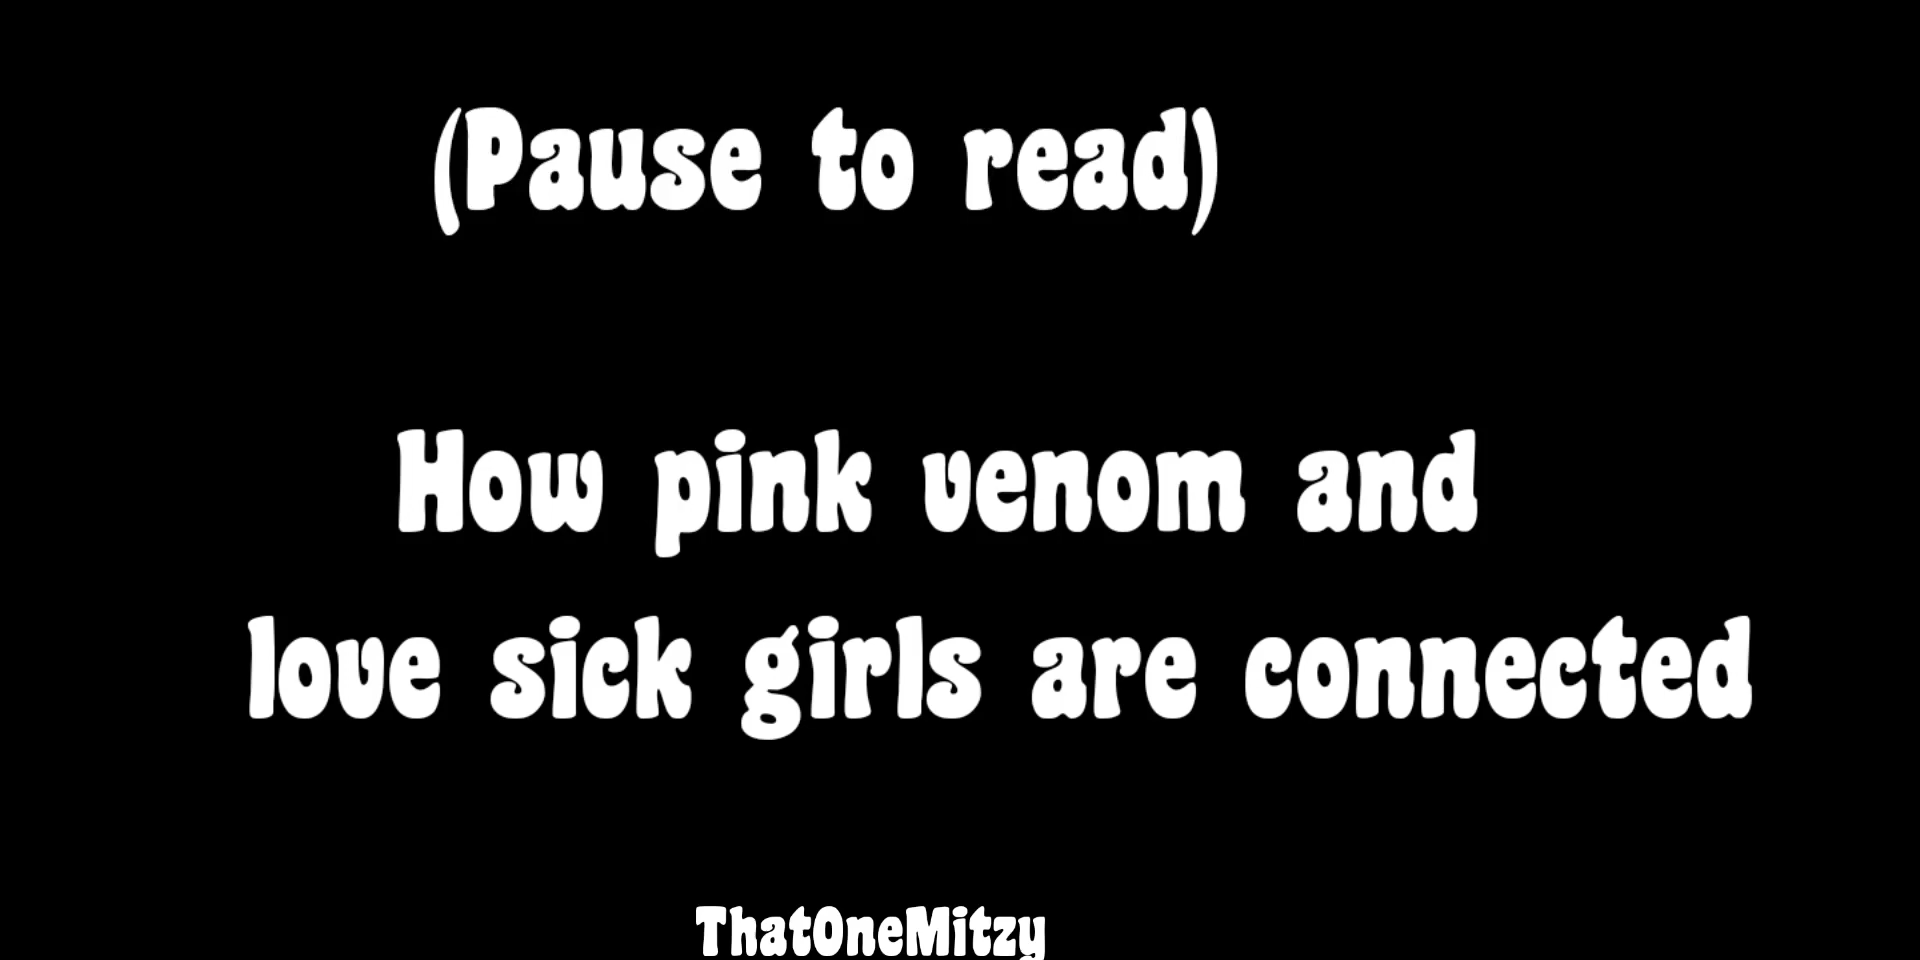 (Pause to read)
How pink venom and
love sick girls are connected
ThatOneMitzy